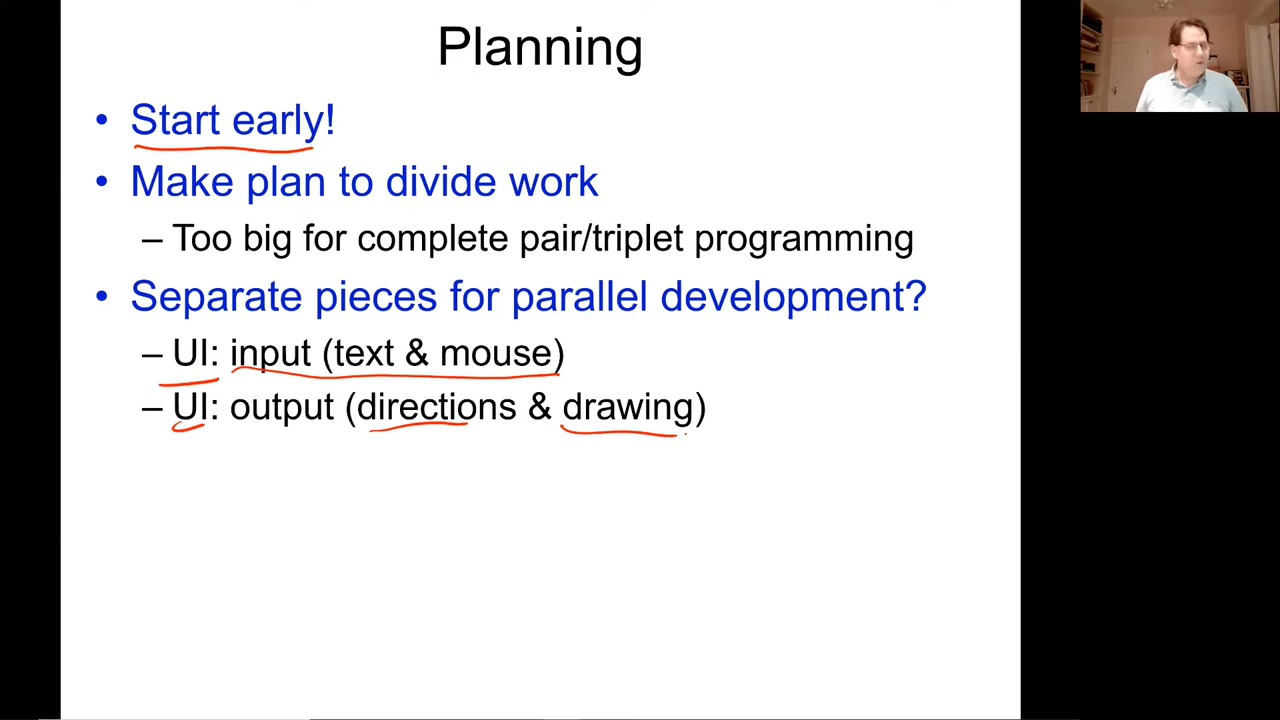 Planning
• Start early!
• Make plan to divide work
– Too big for complete pair/triplet programming
• Separate pieces for parallel development?
– UI: input (text & mouse)
– UI: output (directions & drawing)